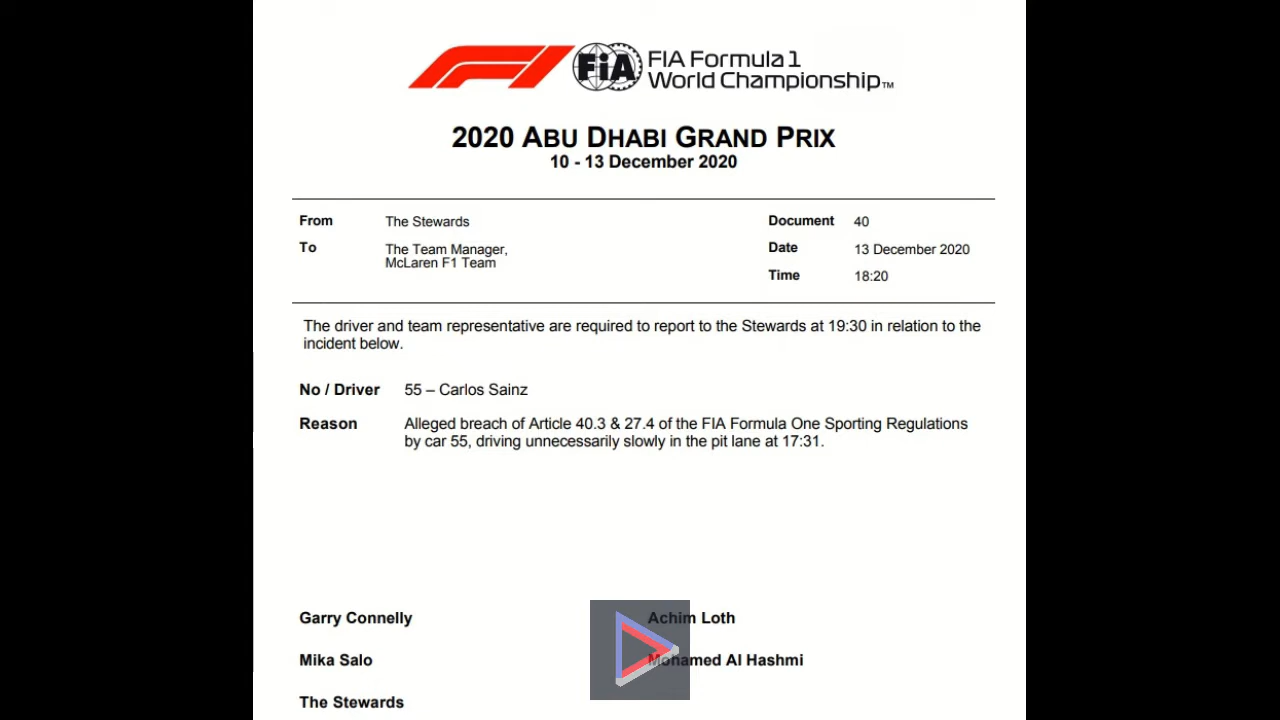 F1 FiA FIA Formula 1
World Championship™
2020 ABU DHABI GRAND PRIX
10 - 13 December 2020
From The Stewards Document 40
To The Team Manager,
McLaren F1 Team Date 13 December 2020
Time 18:20
The driver and team representative are required to report to the Stewards at 19:30 in relation to the
incident below.
No / Driver 55 – Carlos Sainz
Reason Alleged breach of Article 40.3 & 27.4 of the FIA Formula One Sporting Regulations
by car 55, driving unnecessarily slowly in the pit lane at 17:31.
Garry Connelly Achim Loth
Mika Salo Mohamed Al Hashmi
The Stewards